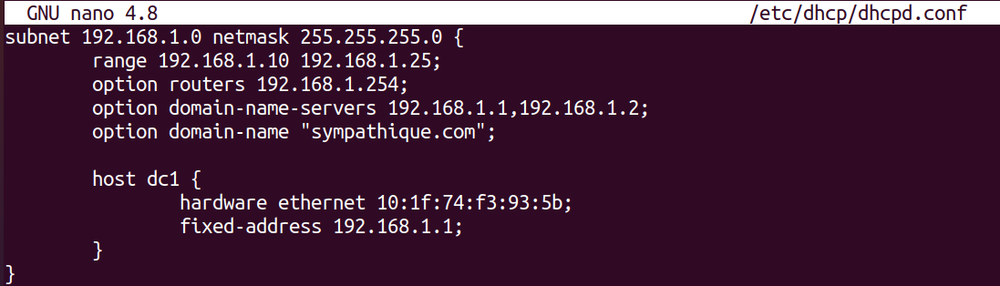 GNU nano 4.8 /etc/dhcp/dhcpd.conf
subnet 192.168.1.0 netmask 255.255.255.0 {
range 192.168.1.10 192.168.1.25;
option routers 192.168.1.254;
option domain-name-servers 192.168.1.1,192.168.1.2;
option domain-name "sympathique.com";
host dc1 {
hardware ethernet 10:1f:74:f3:93:5b;
fixed-address 192.168.1.1;
}
}